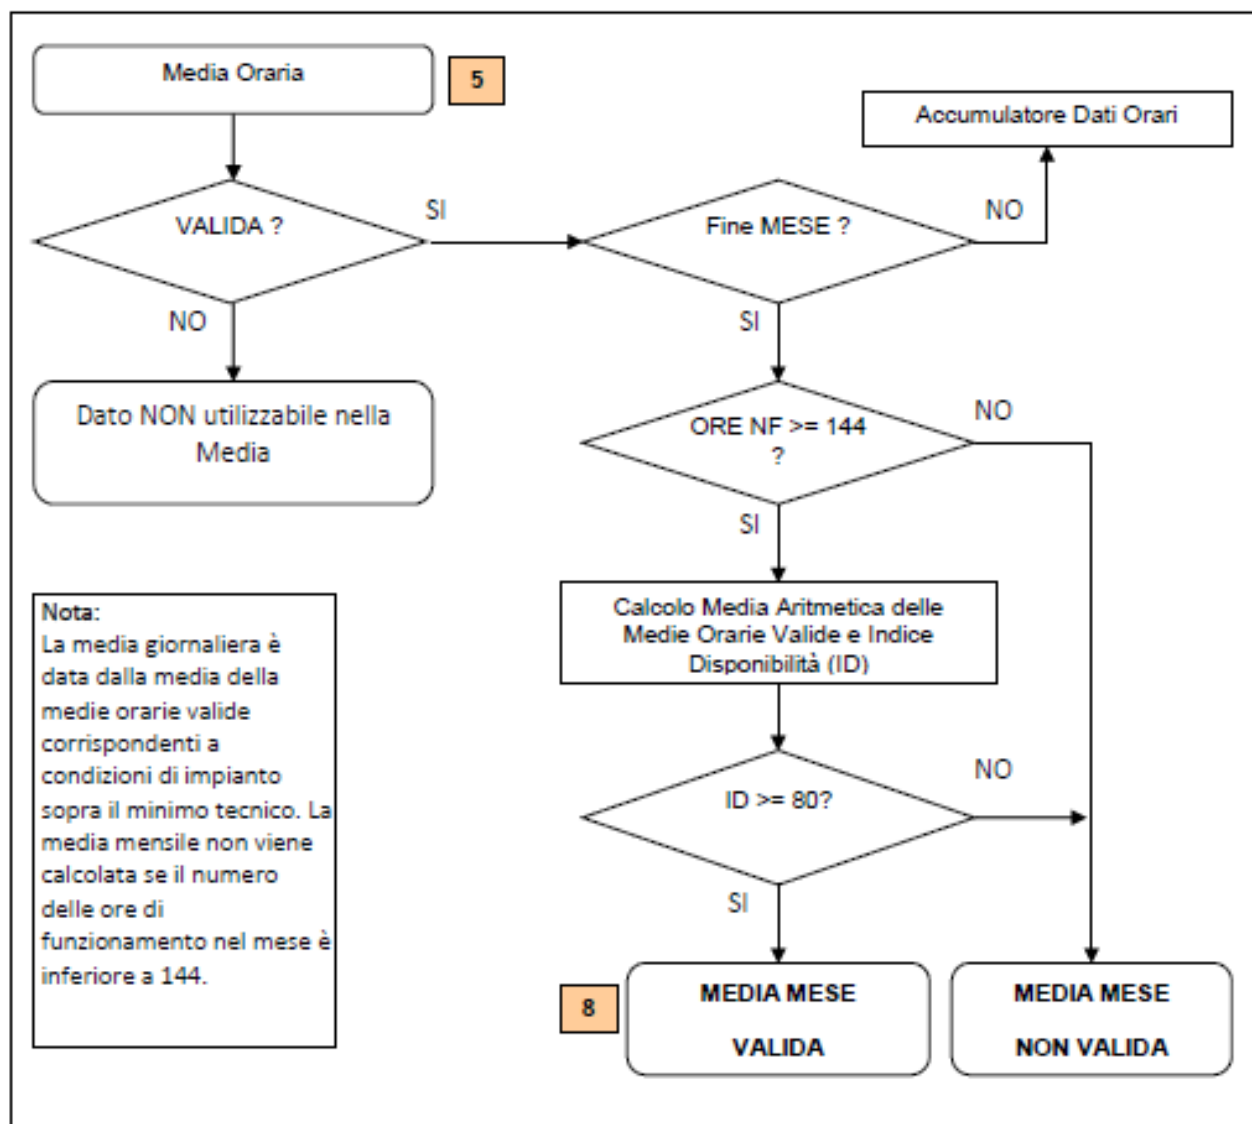 Media Oraria
5
Accumulatore Dati Orari
VALIDA ?
SI
Fine MESE ?
NO
NO
SI
Dato NON utilizzabile nella
Media
ORE NF >= 144
?
NO
SI
Calcolo Media Aritmetica delle
Medie Orarie Valide e Indice
Disponibilità (ID)
Nota:
La media giornaliera è
data dalla media della
medie orarie valide
corrispondenti a
condizioni di impianto
sopra il minimo tecnico. La
media mensile non viene
calcolata se il numero
delle ore di
funzionamento nel mese è
inferiore a 144.
ID >= 80?
NO
SI
8
MEDIA MESE
VALIDA
MEDIA MESE
NON VALIDA